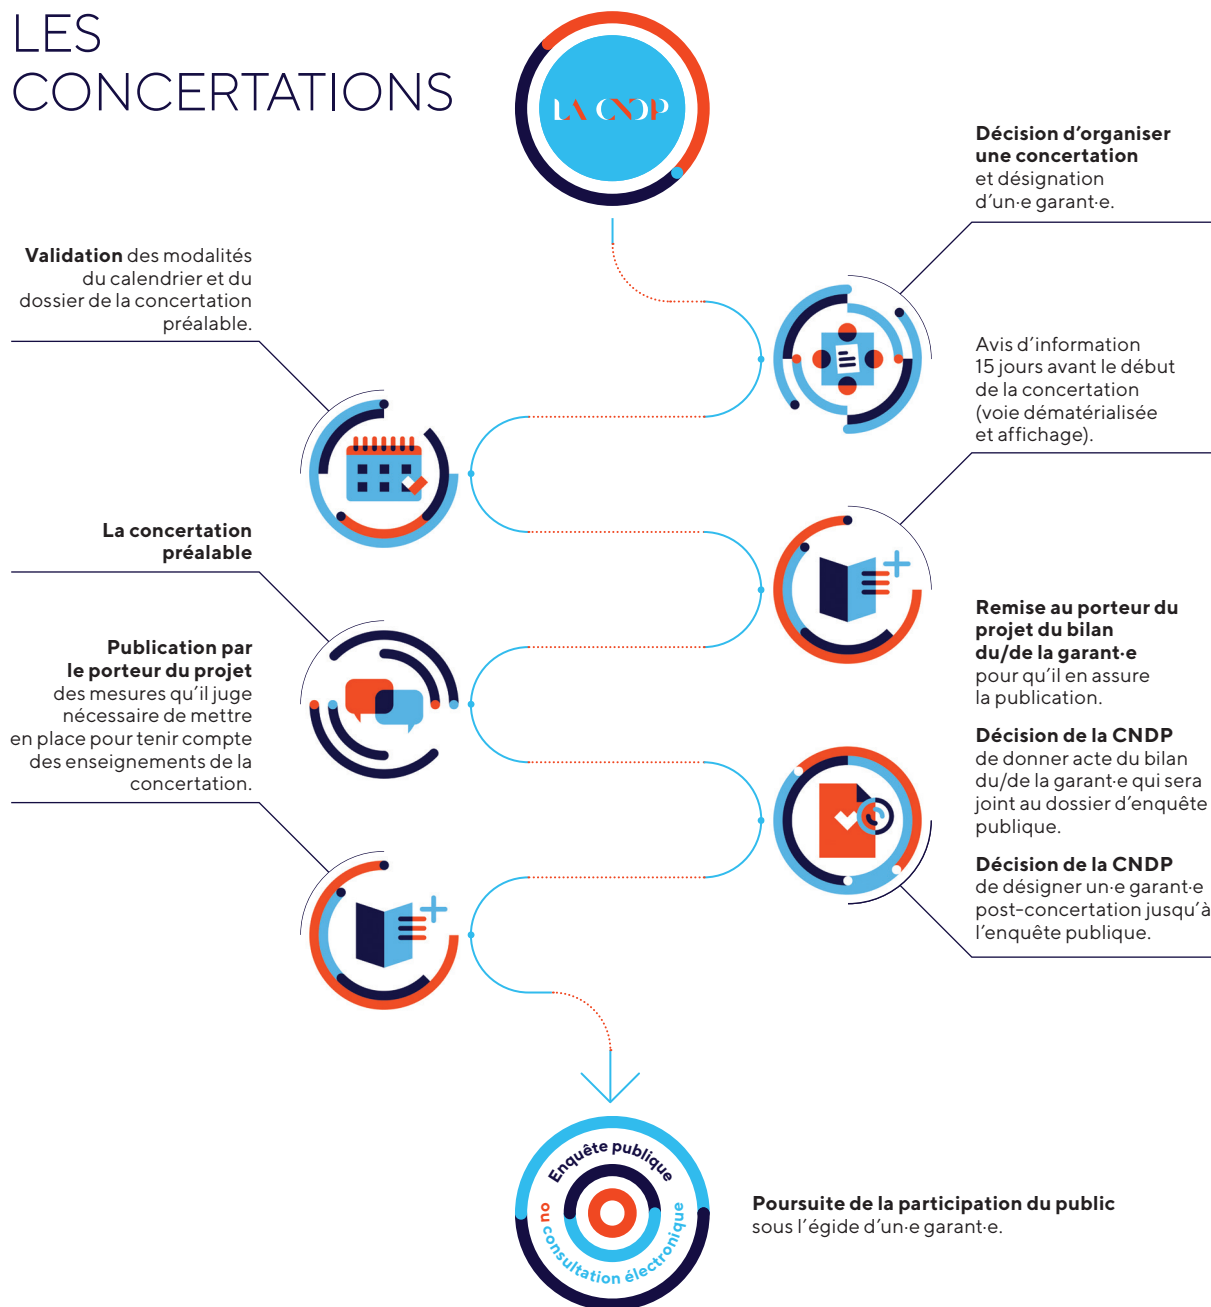 LES
CONCERTATIONS
LA CNDP
Décision d'organiser
une concertation
et désignation
d'un·e garant·e.
Validation des modalités
du calendrier et du
dossier de la concertation
préalable.
Avis d'information
15 jours avant le début
de la concertation
(voie dématérialisée
et affichage).
La concertation
préalable
Remise au porteur du
projet du bilan
du/de la garant·e
pour qu'il en assure
la publication.
Décision de la CNDP
de donner acte du bilan
du/de la garant·e qui sera
joint au dossier d'enquête
publique.
Décision de la CNDP
de désigner un·e garant·e
post-concertation jusqu'à
l'enquête publique.
Publication par
le porteur du projet
des mesures qu'il juge
nécessaire de mettre
en place pour tenir compte
des enseignements de la
concertation.
Enquête publique
ou consultation électronique
Poursuite de la participation du public
sous l'égide d'un·e garant·e.